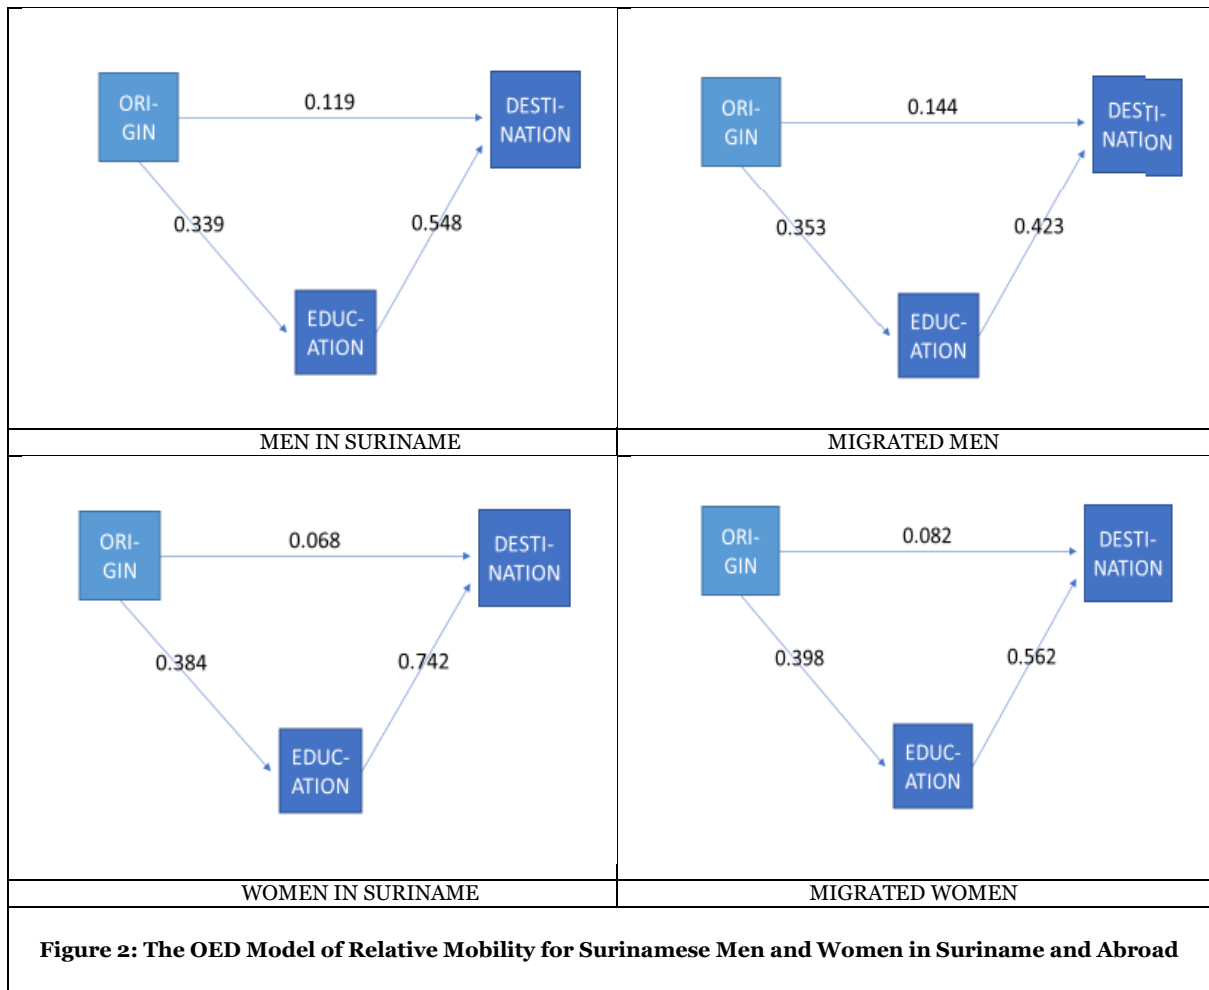 ORI-
GIN
0.119
DESTI-
NATION
0.339
0.548
EDUC-
ATION
MEN IN SURINAME
ORI-
GIN
0.144
DESTI-
NATION
0.353
0.423
EDUC-
ATION
MIGRATED MEN
ORI-
GIN
0.068
DESTI-
NATION
0.384
0.742
EDUC-
ATION
WOMEN IN SURINAME
ORI-
GIN
0.082
DESTI-
NATION
0.398
0.562
EDUC-
ATION
MIGRATED WOMEN
Figure 2: The OED Model of Relative Mobility for Surinamese Men and Women in Suriname and Abroad